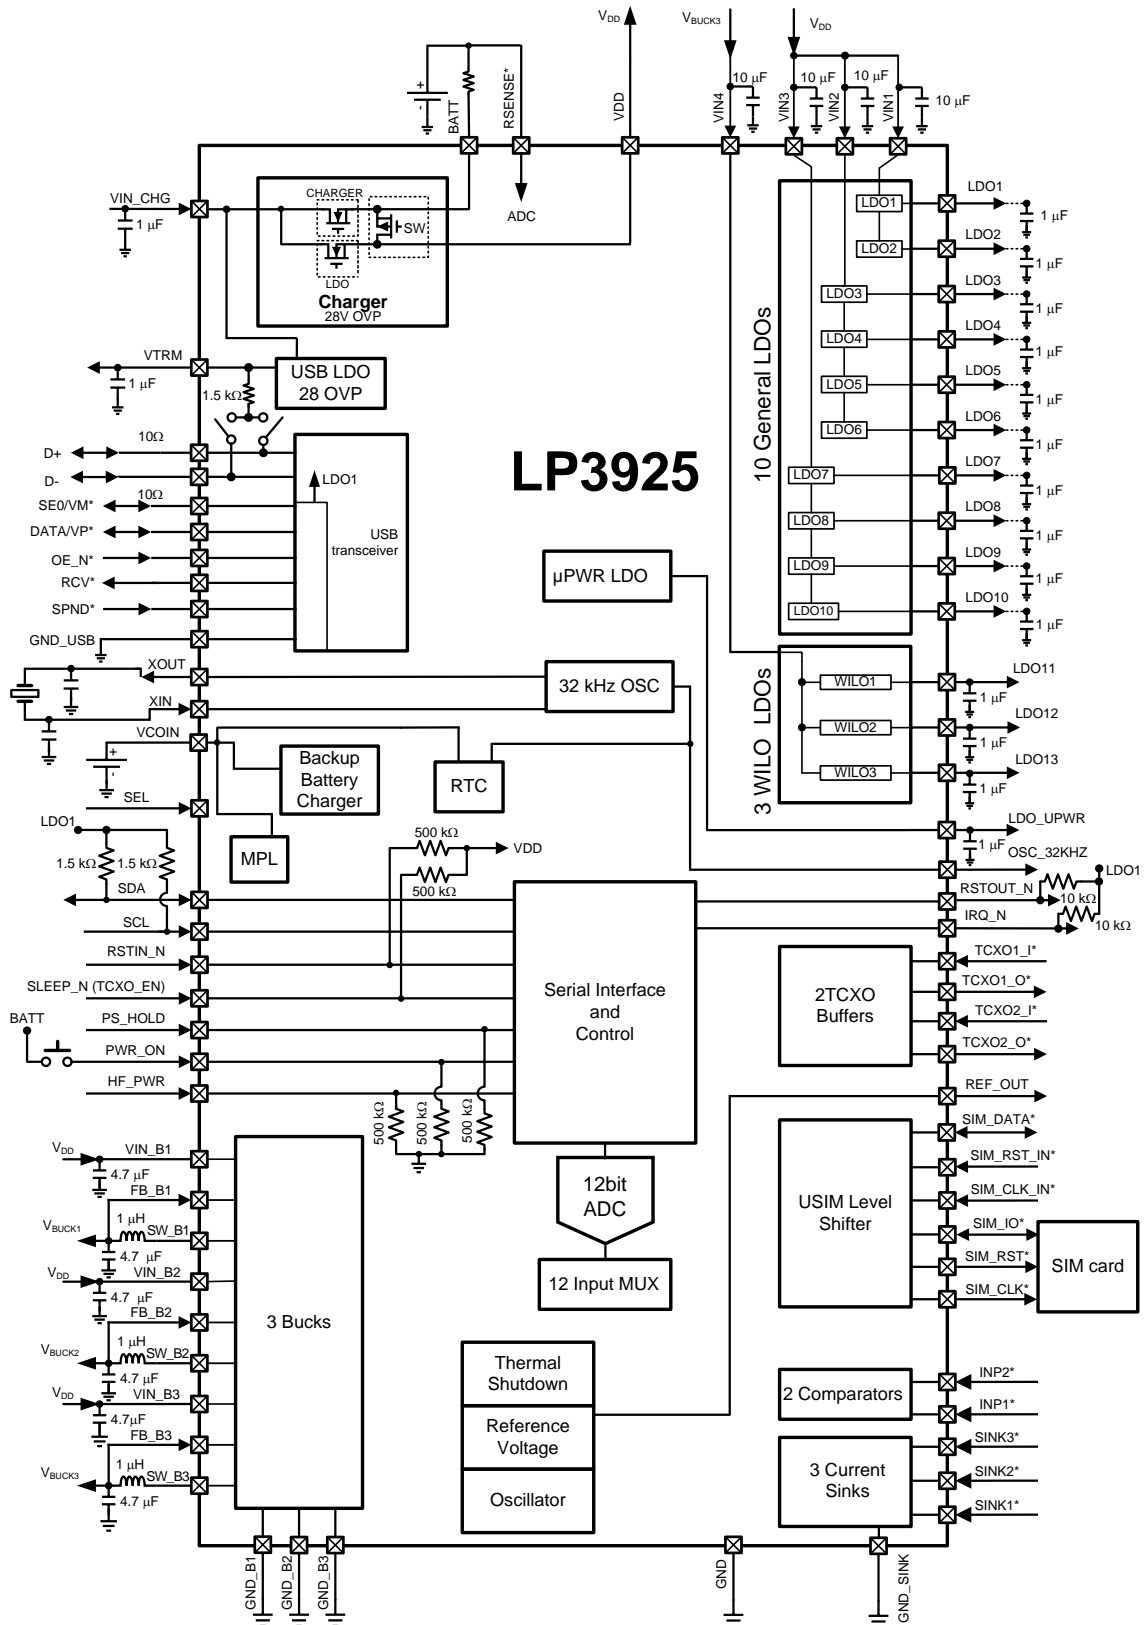 VDD
VBUCK3
VDD
10 µF
10 µF
10 µF
10 µF
+
-
BATT
RSENSE*
VDD
VIN4
VIN3
VIN2
VIN1
VIN_CHG
1 µF
CHARGER
SW
LDO
Charger
28V OVP
ADC
VTRM
1 µF
USB LDO
28 OVP
1.5 kΩ
D+
10Ω
D-
SE0/VM*
10Ω
DATA/VP*
OE_N*
RCV*
SPND*
GND_USB
LDO1
USB
transceiver
LP3925
10 General LDOs
LDO1
LDO2
LDO3
LDO4
LDO5
LDO6
LDO7
LDO8
LDO9
LDO10
LDO1
1 µF
LDO2
1 µF
LDO3
1 µF
LDO4
1 µF
LDO5
1 µF
LDO6
1 µF
LDO7
1 µF
LDO8
1 µF
LDO9
1 µF
LDO10
1 µF
µPWR LDO
XOUT
XIN
32 kHz OSC
VCOIN
+
-
Backup
Battery
Charger
RTC
MPL
3 WILO LDOs
WILO1
WILO2
WILO3
LDO11
1 µF
LDO12
1 µF
LDO13
1 µF
LDO_UPWR
1 µF
OSC_32KHZ
LDO1
RSTOUT_N
10 kΩ
IRQ_N
10 kΩ
SEL
LDO1
1.5 kΩ
1.5 kΩ
SDA
SCL
RSTIN_N
SLEEP_N (TCXO_EN)
BATT
PS_HOLD
PWR_ON
HF_PWR
500 kΩ
500 kΩ
VDD
500 kΩ
500 kΩ
500 kΩ
Serial Interface
and
Control
12bit
ADC
12 Input MUX
2TCXO
Buffers
TCXO1_I*
TCXO1_O*
TCXO2_I*
TCXO2_O*
REF_OUT
USIM Level
Shifter
SIM_DATA*
SIM_RST_IN*
SIM_CLK_IN*
SIM_IO*
SIM_RST*
SIM_CLK*
SIM card
VDD
VIN_B1
4.7 µF
FB_B1
1 µH
VBUCK1
SW_B1
4.7 µF
VDD
VIN_B2
4.7 µF
FB_B2
1 µH
VBUCK2
SW_B2
4.7 µF
VDD
VIN_B3
4.7µF
FB_B3
1 µH
VBUCK3
SW_B3
4.7 µF
3 Bucks
Thermal
Shutdown
Reference
Voltage
Oscillator
2 Comparators
INP2*
INP1*
3 Current
Sinks
SINK3*
SINK2*
SINK1*
GND_B1
GND_B2
GND_B3
GND
GND_SINK